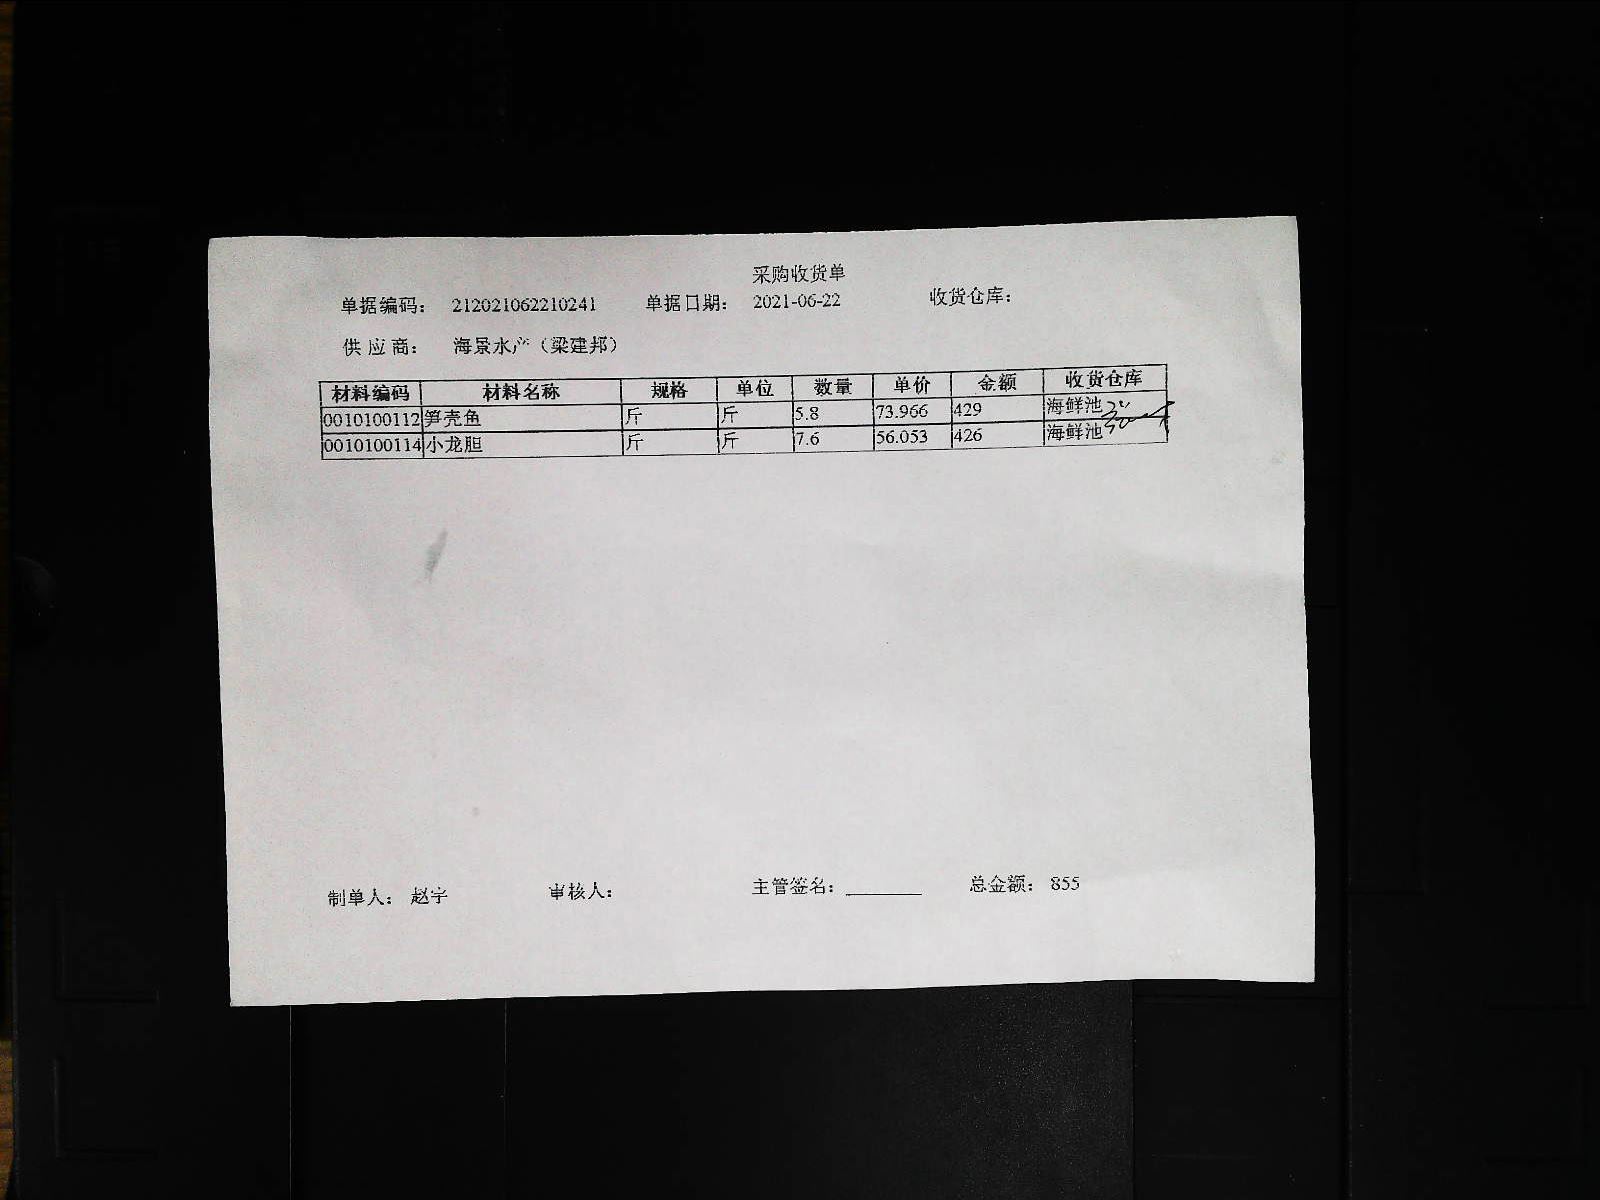 采购收货单
单据编码： 212021062210241 单据日期： 2021-06-22 收货仓库：
供 应 商： 海景水产（梁建邦）
材料编码 材料名称 规格 单位 数量 单价 金额 收货仓库
0010100112 笋壳鱼 斤 斤 5.8 73.966 429 海鲜池
0010100114 小龙胆 斤 斤 7.6 56.053 426 海鲜池
制单人： 赵宇 审核人： 主管签名： 总金额： 855